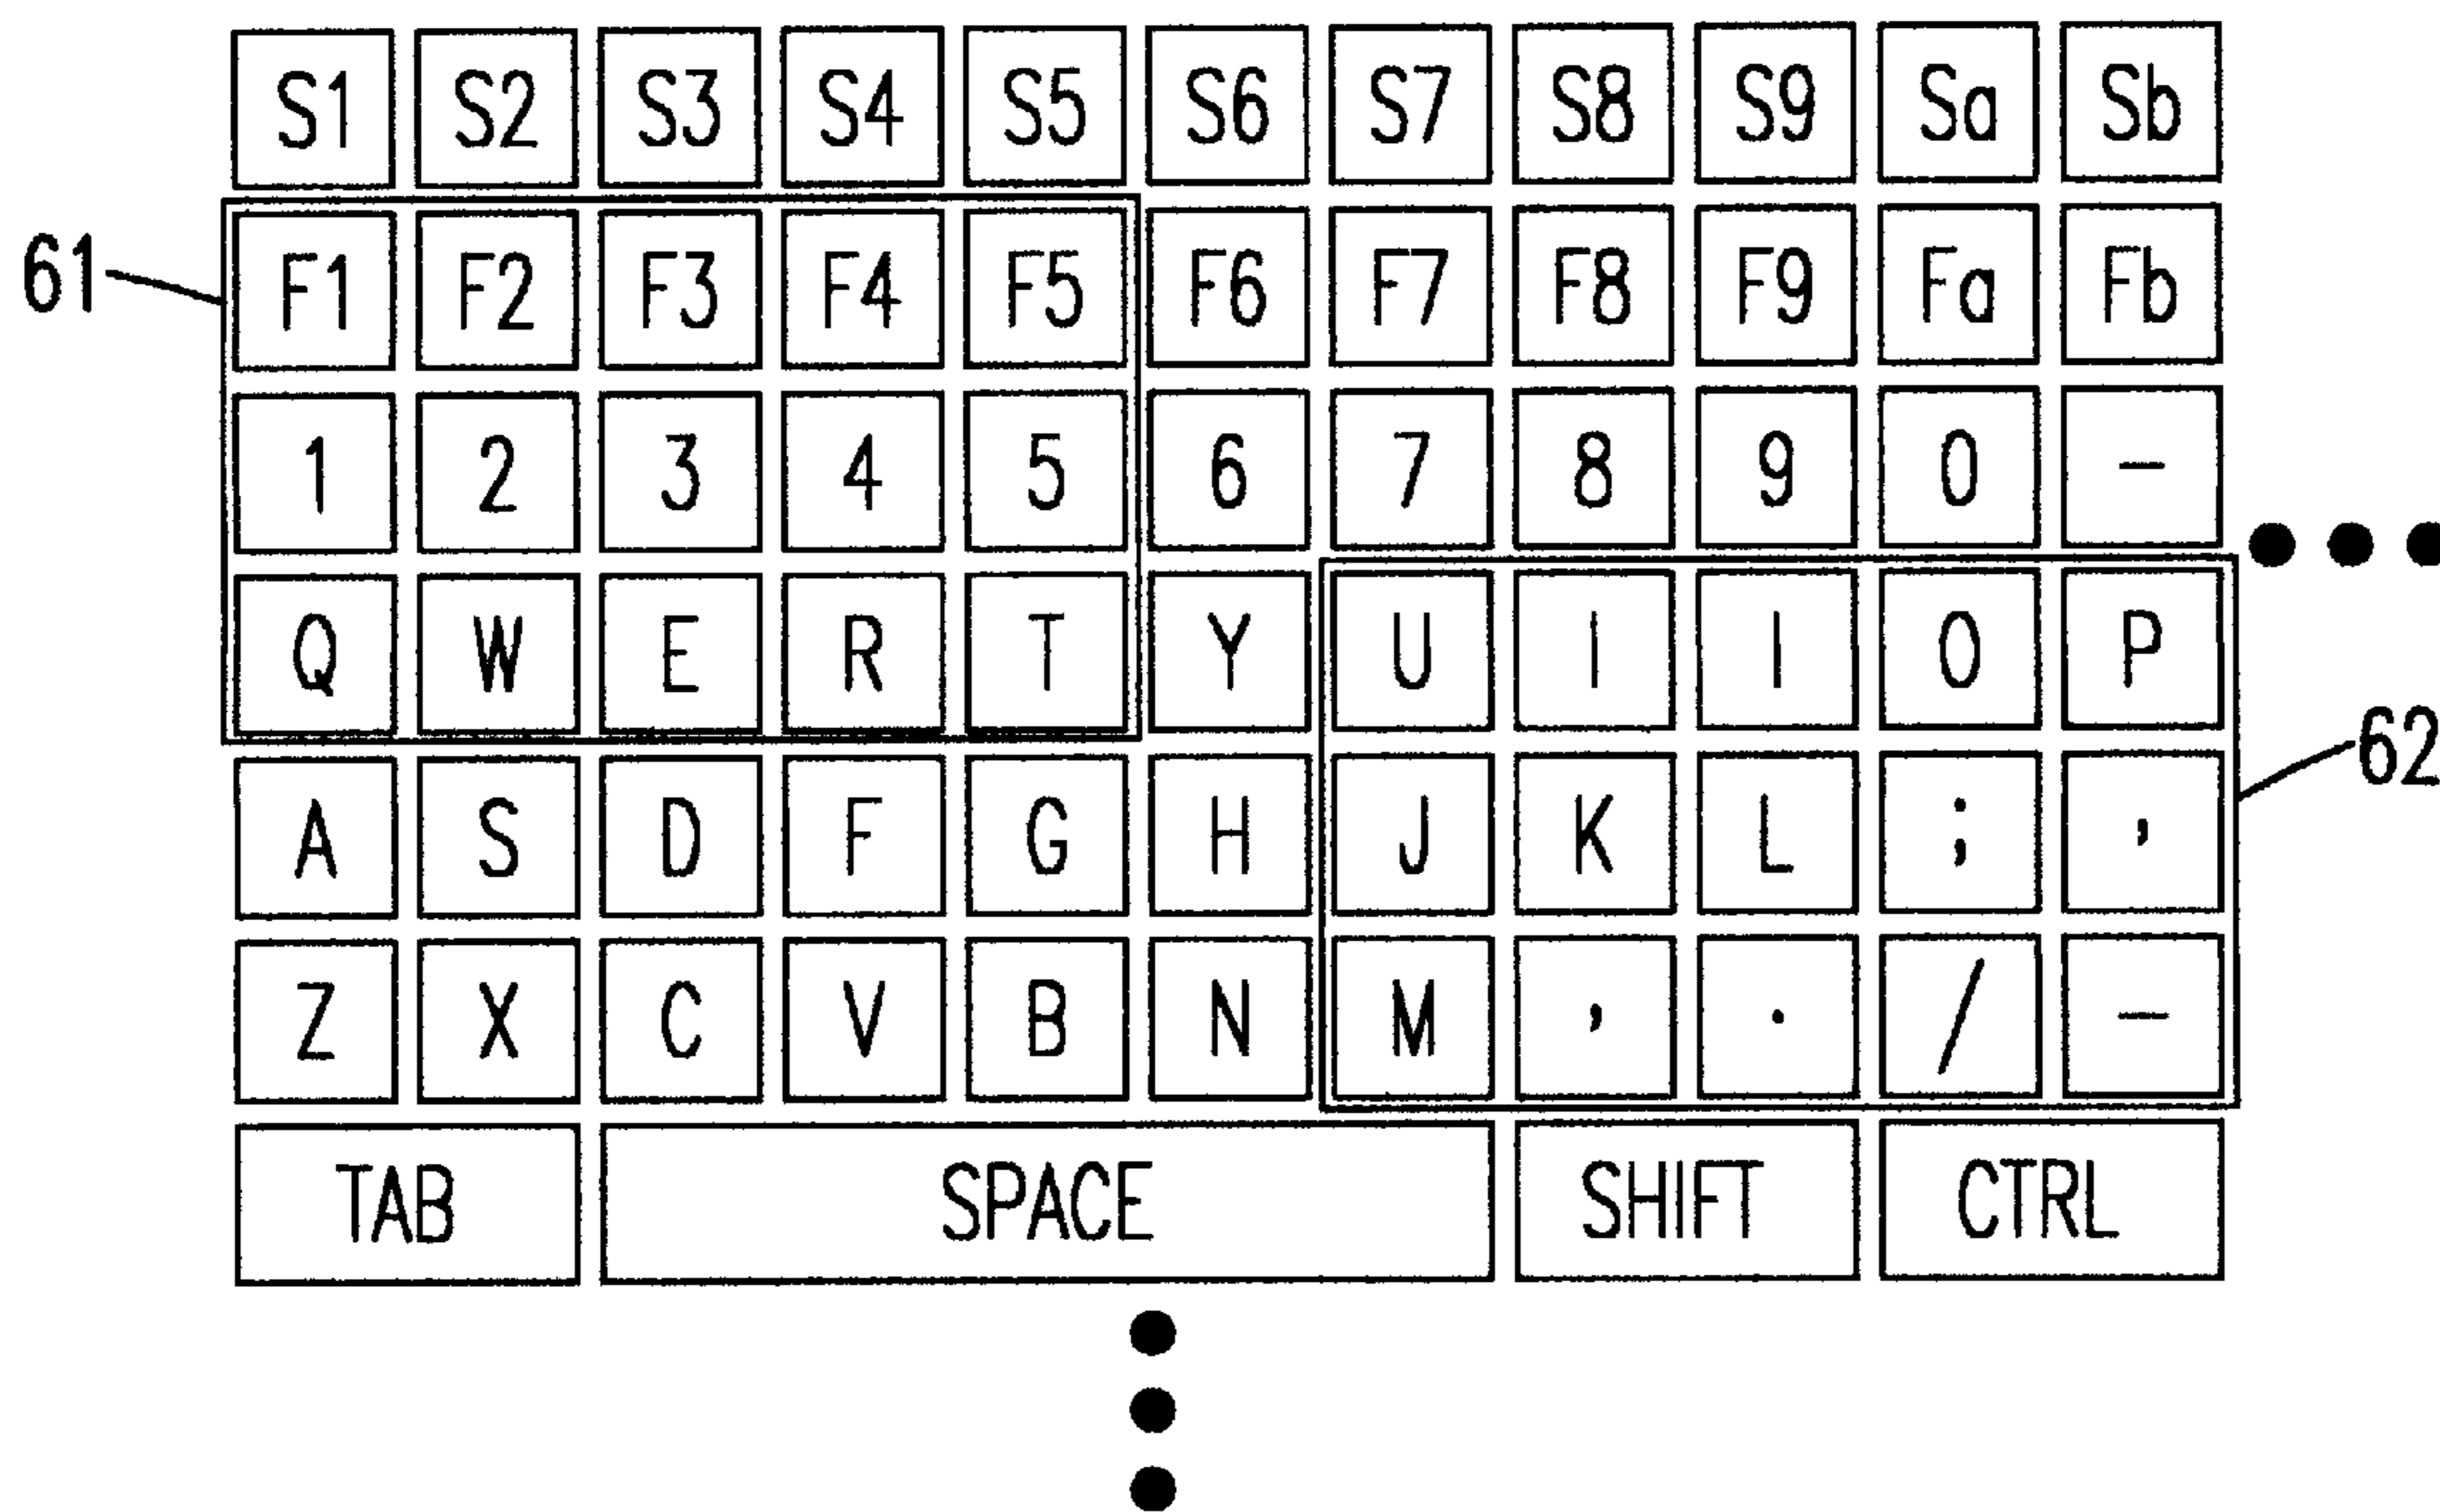 S1 S2 S3 S4 S5 S6 S7 S8 S9 Sa Sb
61 F1 F2 F3 F4 F5 F6 F7 F8 F9 Fa Fb
1 2 3 4 5 6 7 8 9 0 -
Q W E R T Y U I I O P
62
A S D F G H J K L ; ,
Z X C V B N M , . / -
TAB SPACE SHIFT CTRL